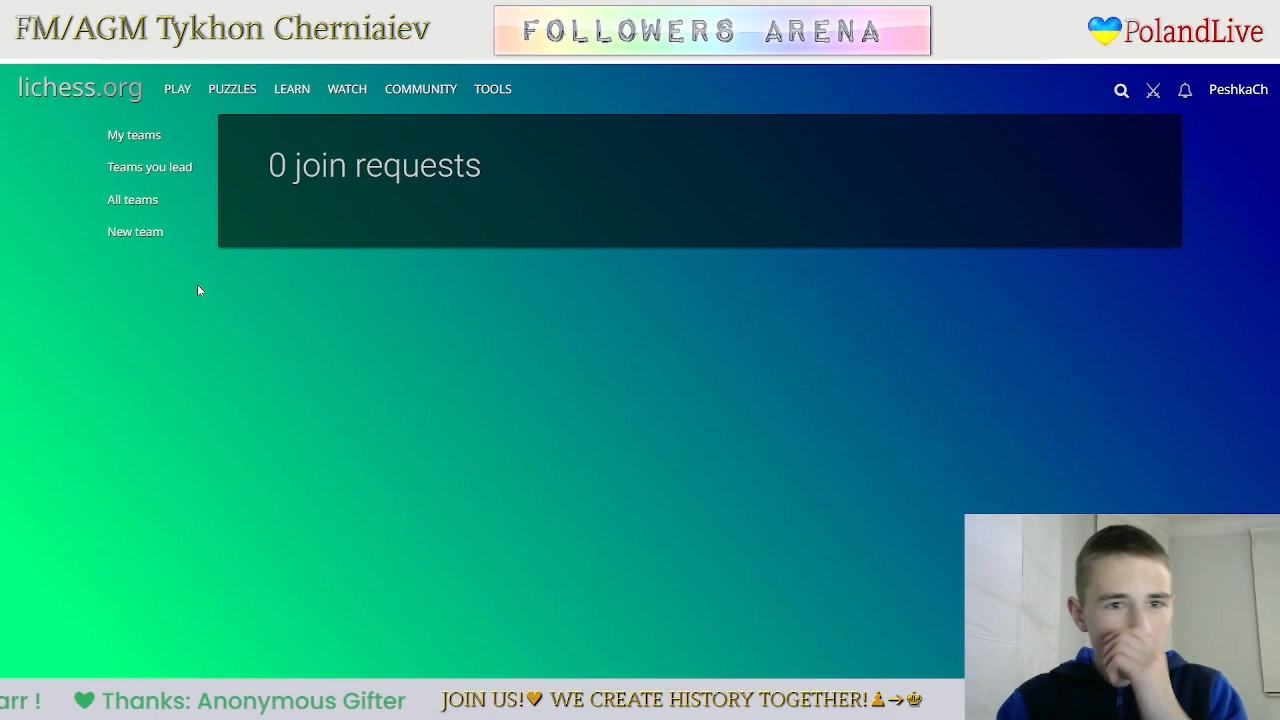 FM/AGM Tykhon Cherniaiev
FOLLOWERS ARENA
PolandLive
lichess.org PLAY PUZZLES LEARN WATCH COMMUNITY TOOLS PeshkaCh
My teams
Teams you lead
All teams
New team
0 join requests
arr ! 💚 Thanks: Anonymous Gifter
JOIN US!🧡 WE CREATE HISTORY TOGETHER!♟→♚